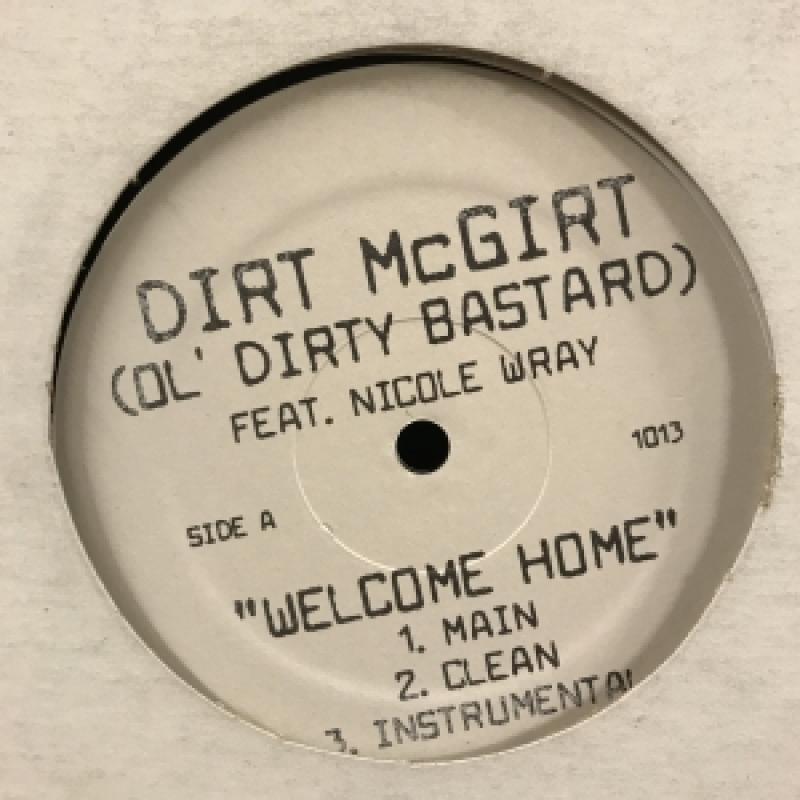 DIRT McGIRT
(OL' DIRTY BASTARD)
FEAT. NICOLE WRAY
1013
SIDE A
"WELCOME HOME"
1. MAIN
2. CLEAN
3. INSTRUMENTAL